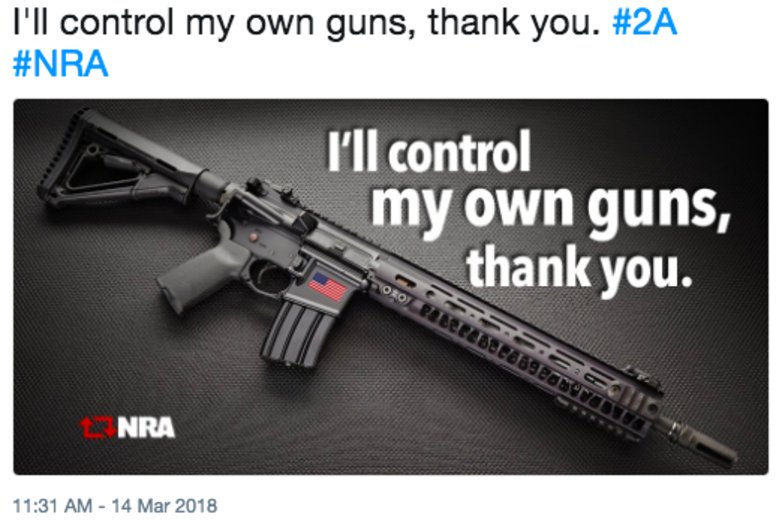 I'll control my own guns, thank you. #2A
#NRA
I'll control
my own guns,
thank you.
NRA
11:31 AM - 14 Mar 2018